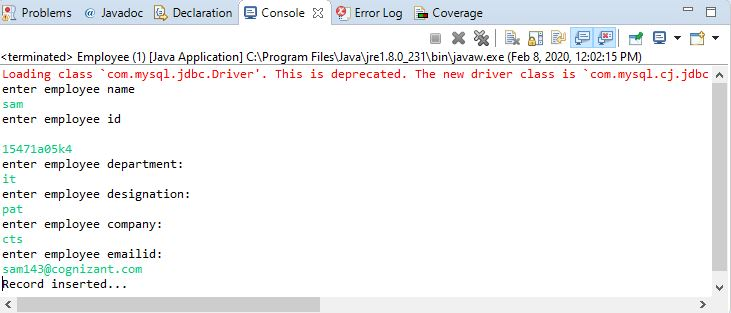 Problems @ Javadoc Declaration Console Error Log Coverage
<terminated> Employee (1) [Java Application] C:\Program Files\Java\jre1.8.0_231\bin\javaw.exe (Feb 8, 2020, 12:02:15 PM)
Loading class `com.mysql.jdbc.Driver'. This is deprecated. The new driver class is `com.mysql.cj.jdbc
enter employee name
sam
enter employee id
15471a05k4
enter employee department:
it
enter employee designation:
pat
enter employee company:
cts
enter employee emailid:
sam143@cognizant.com
Record inserted...